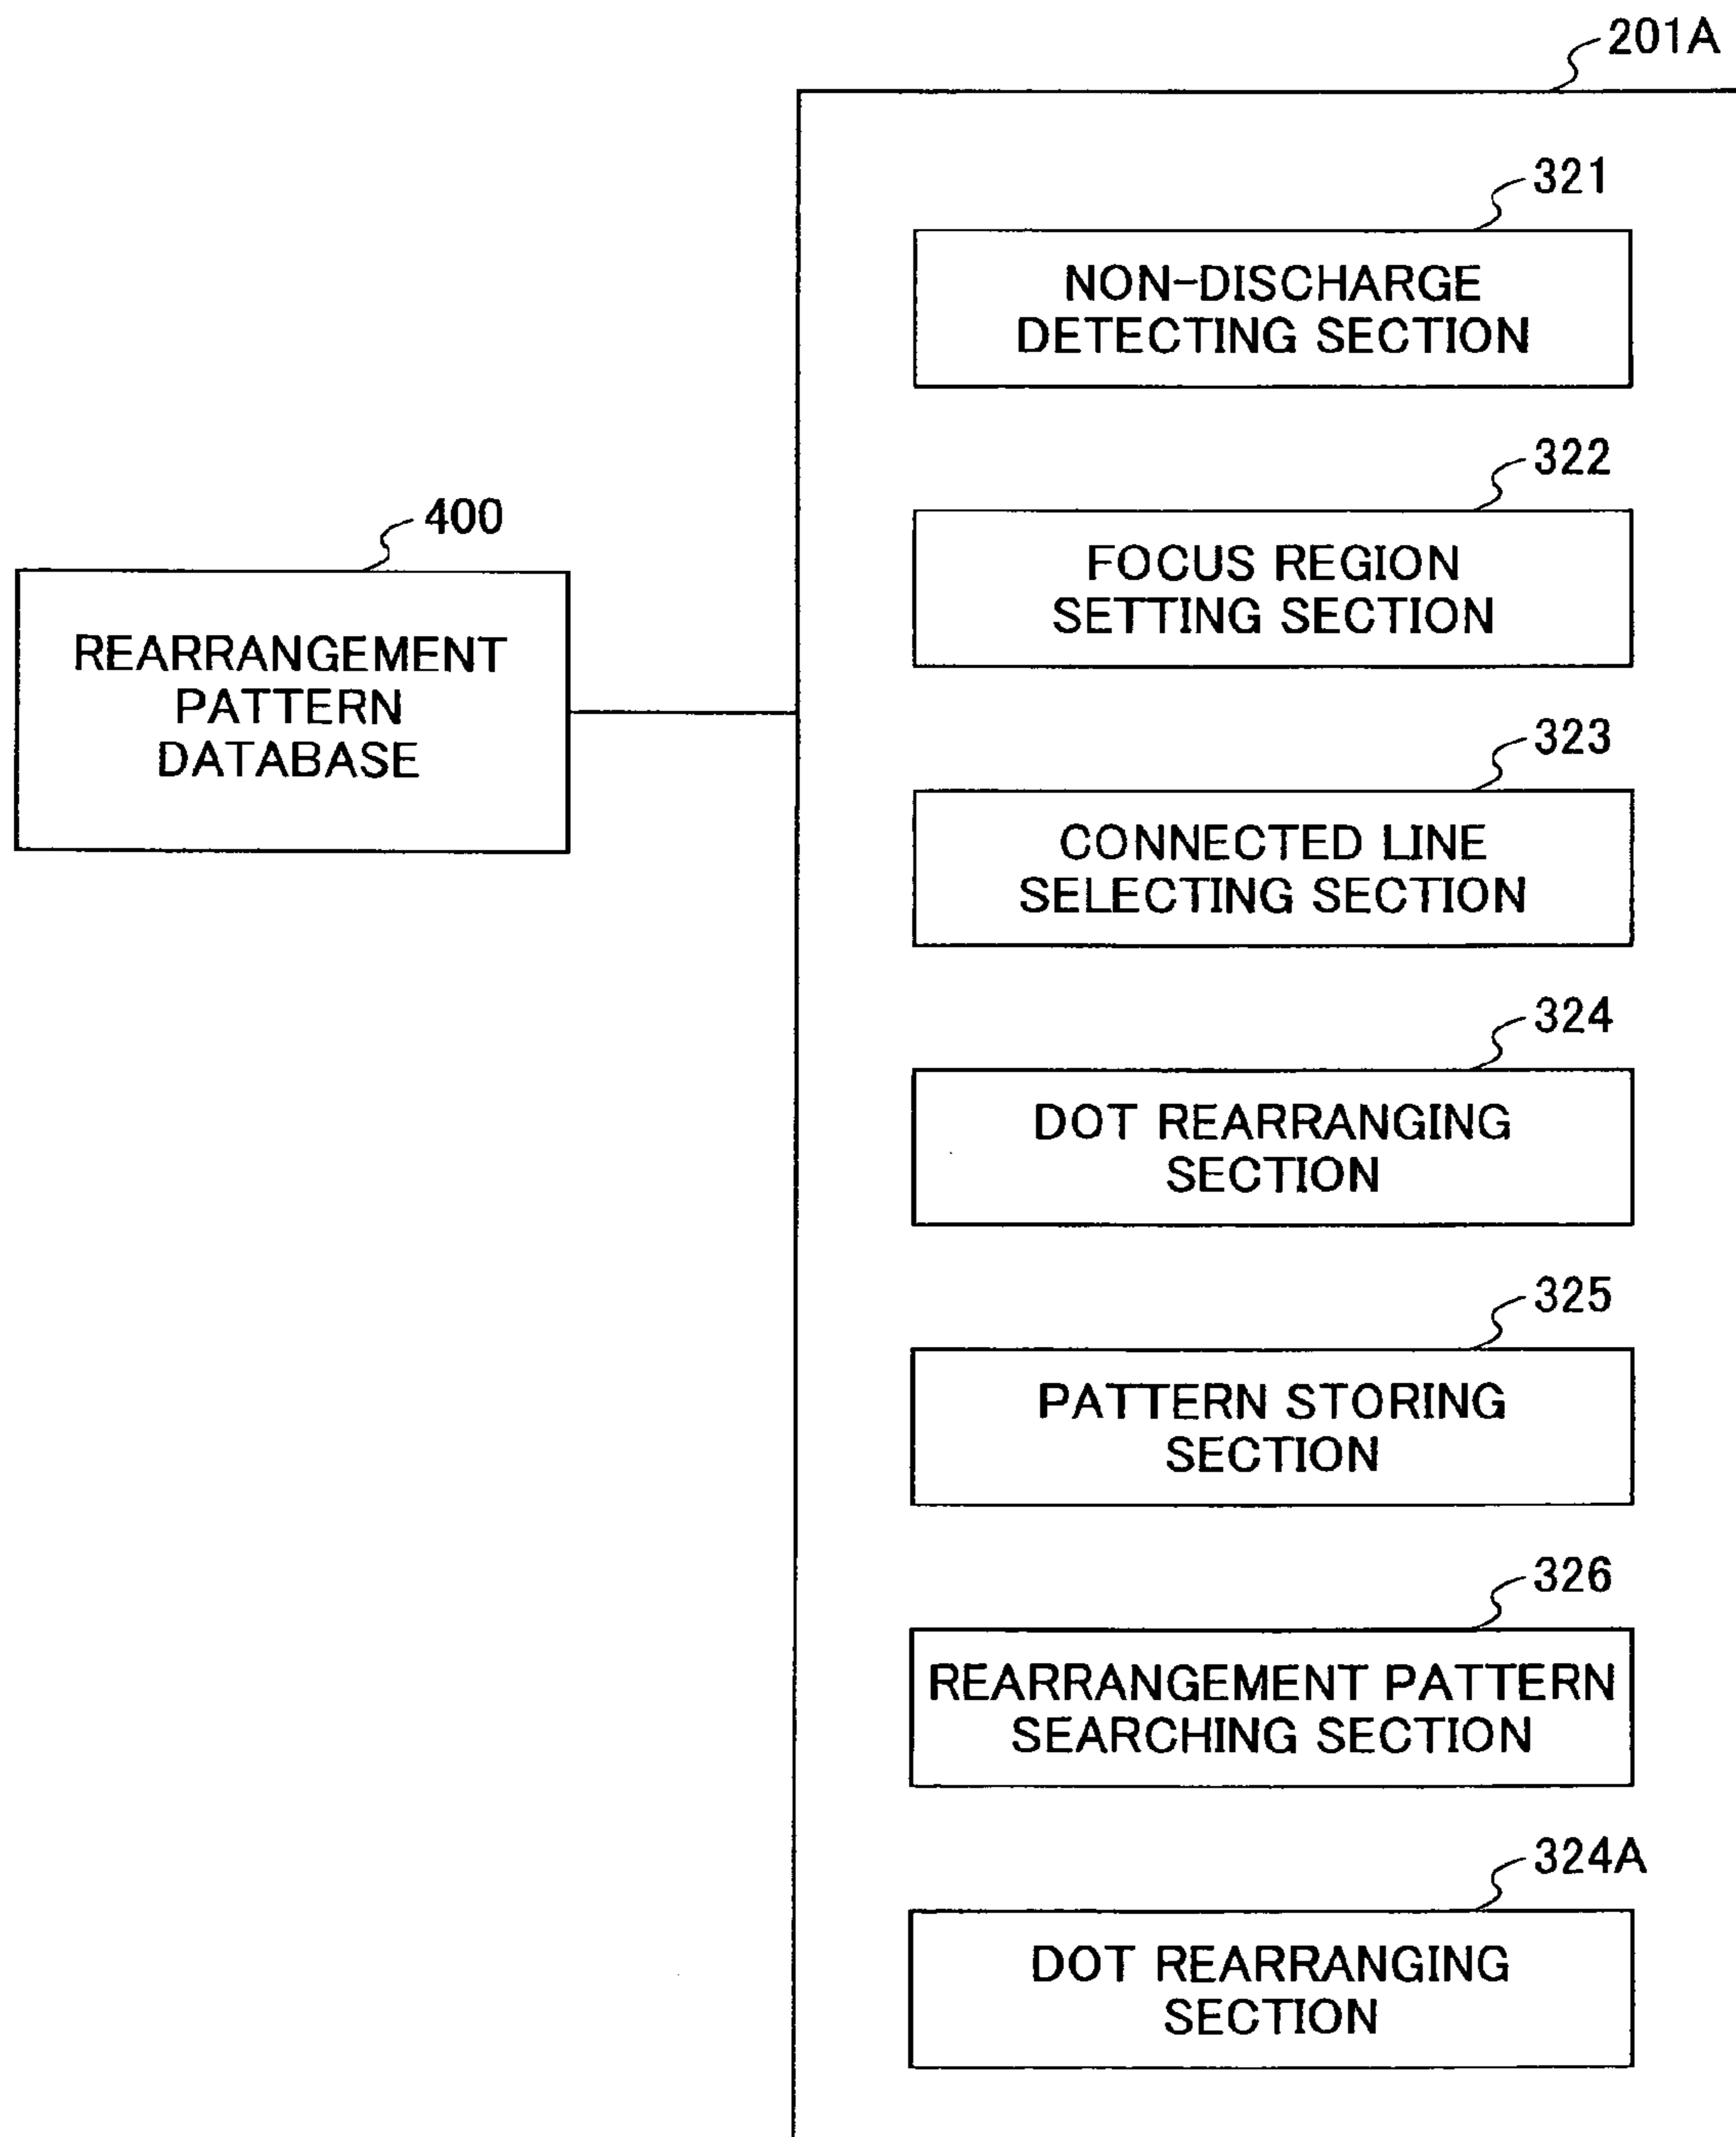 201A
321
NON-DISCHARGE
DETECTING SECTION
322
FOCUS REGION
SETTING SECTION
400
REARRANGEMENT
PATTERN
DATABASE
323
CONNECTED LINE
SELECTING SECTION
324
DOT REARRANGING
SECTION
325
PATTERN STORING
SECTION
326
REARRANGEMENT PATTERN
SEARCHING SECTION
324A
DOT REARRANGING
SECTION